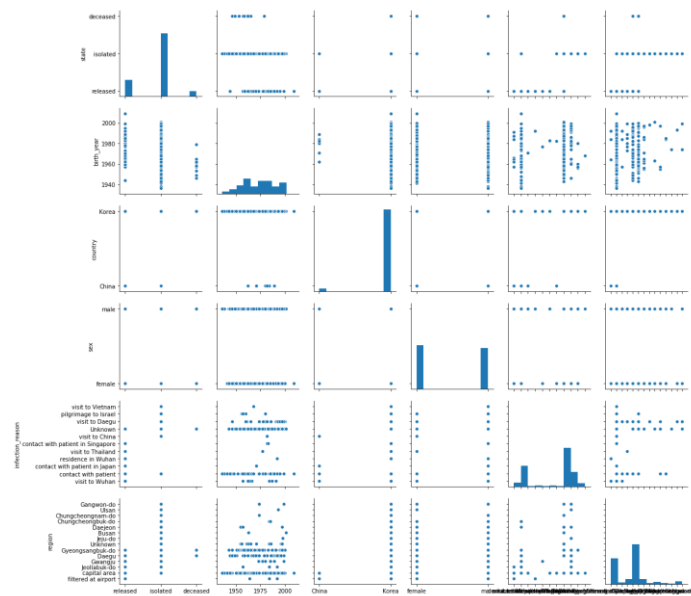 state
deceased
isolated
released
birth_year
2000
1980
1960
1940
country
Korea
China
sex
male
female
infection_reason
visit to Vietnam
pilgrimage to Israel
visit to Daegu
Unknown
visit to China
contact with patient in Singapore
visit to Thailand
residence in Wuhan
contact with patient in Japan
contact with patient
visit to Wuhan
region
Gangwon-do
Ulsan
Chungcheongnam-do
Chungcheongbuk-do
Daejeon
Busan
Jeju-do
Unknown
Gyeongsangbuk-do
Daegu
Gwangju
Jeollabuk-do
capital area
filtered at airport
released isolated deceased
1950 1975 2000
China Korea
female